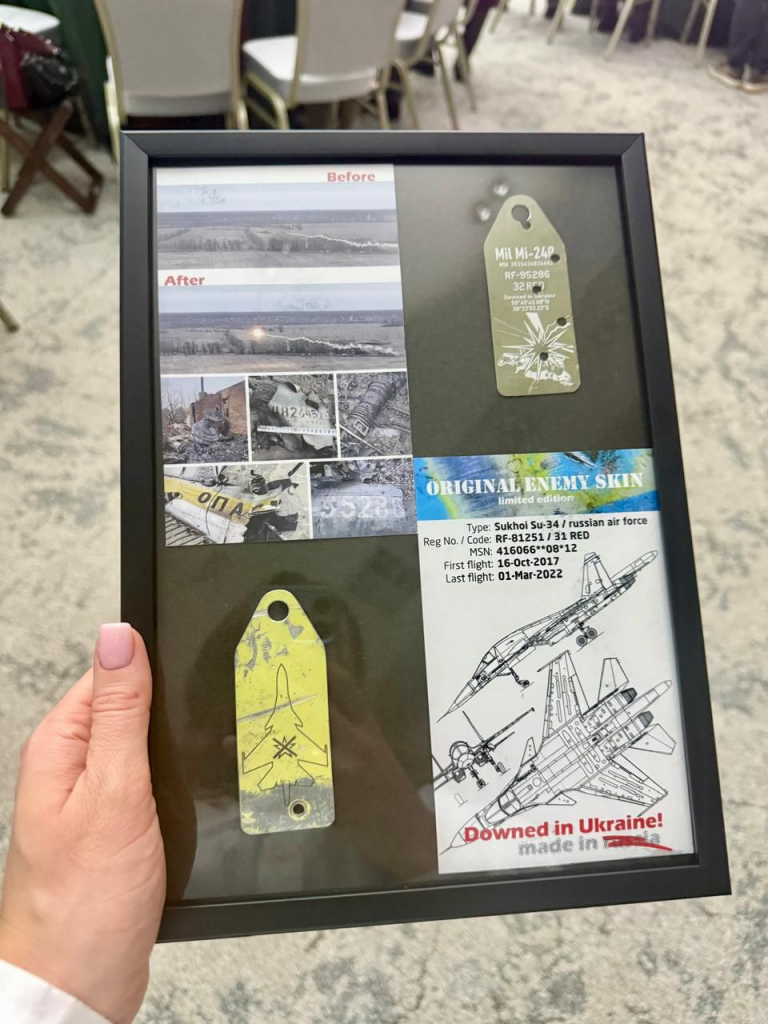 Before
After
ОПА
9528
Mil Mi-24P
RF-95286
32 RED
Downed in Ukraine
ORIGINAL ENEMY SKIN
limited edition
Type: Sukhoi Su-34 / russian air force
Reg No. / Code: RF-81251 / 31 RED
MSN: 416066**08*12
First flight: 16-Oct-2017
Last flight: 01-Mar-2022
Downed in Ukraine!
made in russia